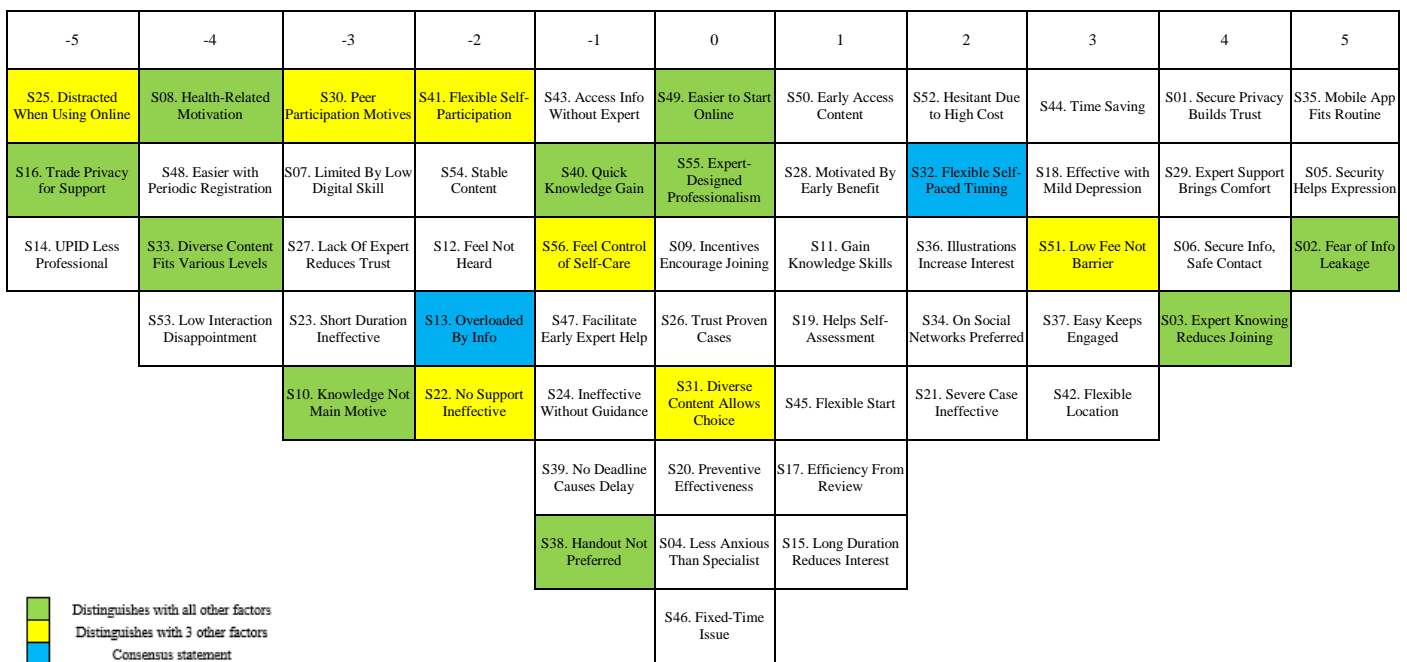 -5 -4 -3 -2 -1 0 1 2 3 4 5
S25. Distracted
When Using Online
S08. Health-Related
Motivation
S30. Peer
Participation Motives
S41. Flexible Self-
Participation
S43. Access Info
Without Expert
S49. Easier to Start
Online
S50. Early Access
Content
S52. Hesitant Due
to High Cost
S44. Time Saving
S01. Secure Privacy
Builds Trust
S35. Mobile App
Fits Routine
S16. Trade Privacy
for Support
S48. Easier with
Periodic Registration
S07. Limited By Low
Digital Skill
S54. Stable
Content
S40. Quick
Knowledge Gain
S55. Expert-
Designed
Professionalism
S28. Motivated By
Early Benefit
S32. Flexible Self-
Paced Timing
S18. Effective with
Mild Depression
S29. Expert Support
Brings Comfort
S05. Security
Helps Expression
S14. UPID Less
Professional
S33. Diverse Content
Fits Various Levels
S27. Lack Of Expert
Reduces Trust
S12. Feel Not
Heard
S56. Feel Control
of Self-Care
S09. Incentives
Encourage Joining
S11. Gain
Knowledge Skills
S36. Illustrations
Increase Interest
S51. Low Fee Not
Barrier
S06. Secure Info,
Safe Contact
S02. Fear of Info
Leakage
S53. Low Interaction
Disappointment
S23. Short Duration
Ineffective
S13. Overloaded
By Info
S47. Facilitate
Early Expert Help
S26. Trust Proven
Cases
S19. Helps Self-
Assessment
S34. On Social
Networks Preferred
S37. Easy Keeps
Engaged
S03. Expert Knowing
Reduces Joining
S10. Knowledge Not
Main Motive
S22. No Support
Ineffective
S24. Ineffective
Without Guidance
S31. Diverse
Content Allows
Choice
S45. Flexible Start
S21. Severe Case
Ineffective
S42. Flexible
Location
S39. No Deadline
Causes Delay
S20. Preventive
Effectiveness
S17. Efficiency From
Review
S38. Handout Not
Preferred
S04. Less Anxious
Than Specialist
S15. Long Duration
Reduces Interest
S46. Fixed-Time
Issue
Distinguishes with all other factors
Distinguishes with 3 other factors
Consensus statement